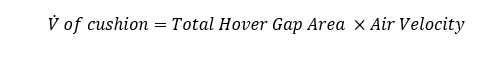 V̇ of cushion = Total Hover Gap Area × Air Velocity